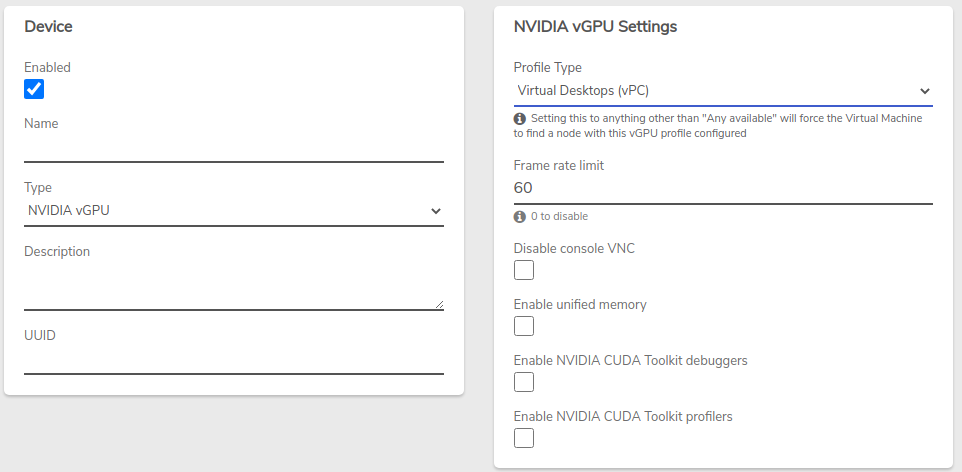 Device
Enabled
Name
Type
NVIDIA vGPU
Description
UUID
NVIDIA vGPU Settings
Profile Type
Virtual Desktops (vPC)
Setting this to anything other than "Any available" will force the Virtual Machine
to find a node with this vGPU profile configured
Frame rate limit
60
0 to disable
Disable console VNC
Enable unified memory
Enable NVIDIA CUDA Toolkit debuggers
Enable NVIDIA CUDA Toolkit profilers